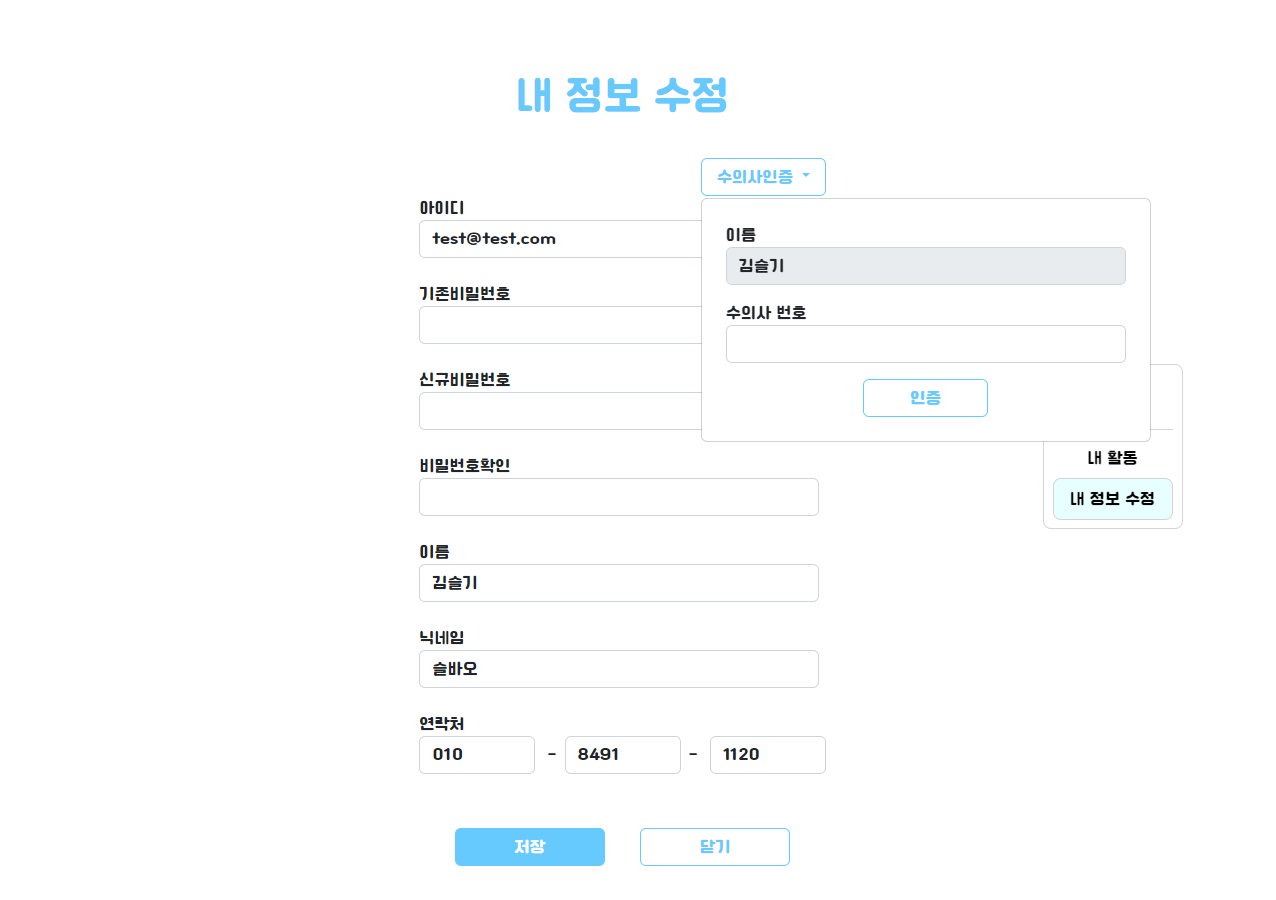 내 정보 수정
수의사인증
아이디
test@test.com
기존비밀번호
신규비밀번호
비밀번호확인
이름
김슬기
닉네임
슬바오
연락처
010 - 8491 - 1120
저장 닫기
이름
김슬기
수의사 번호
인증
내 활동
내 정보 수정